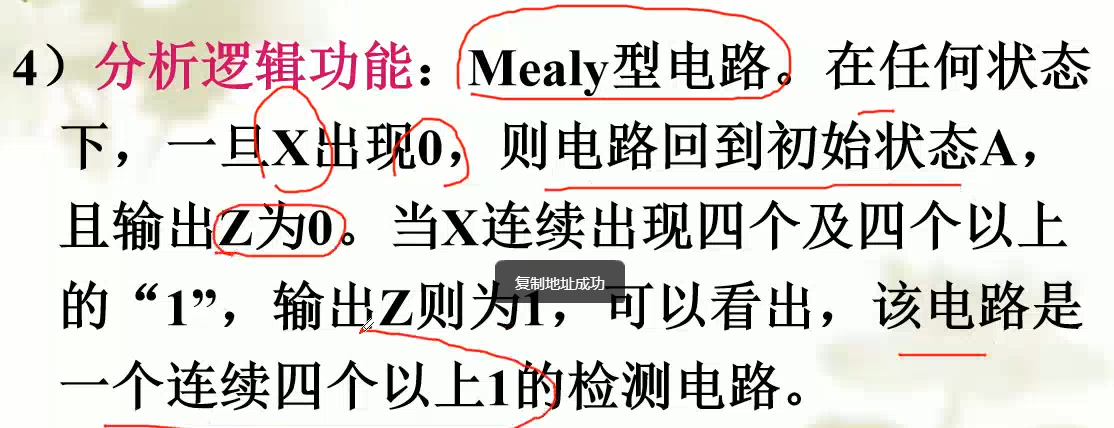 4）分析逻辑功能：Mealy型电路。在任何状态
下，一旦X出现0，则电路回到初始状态A，
且输出Z为0。当X连续出现四个及四个以上
复制地址成功
的“1”，输出Z则为1，可以看出，该电路是
一个连续四个以上1的检测电路。